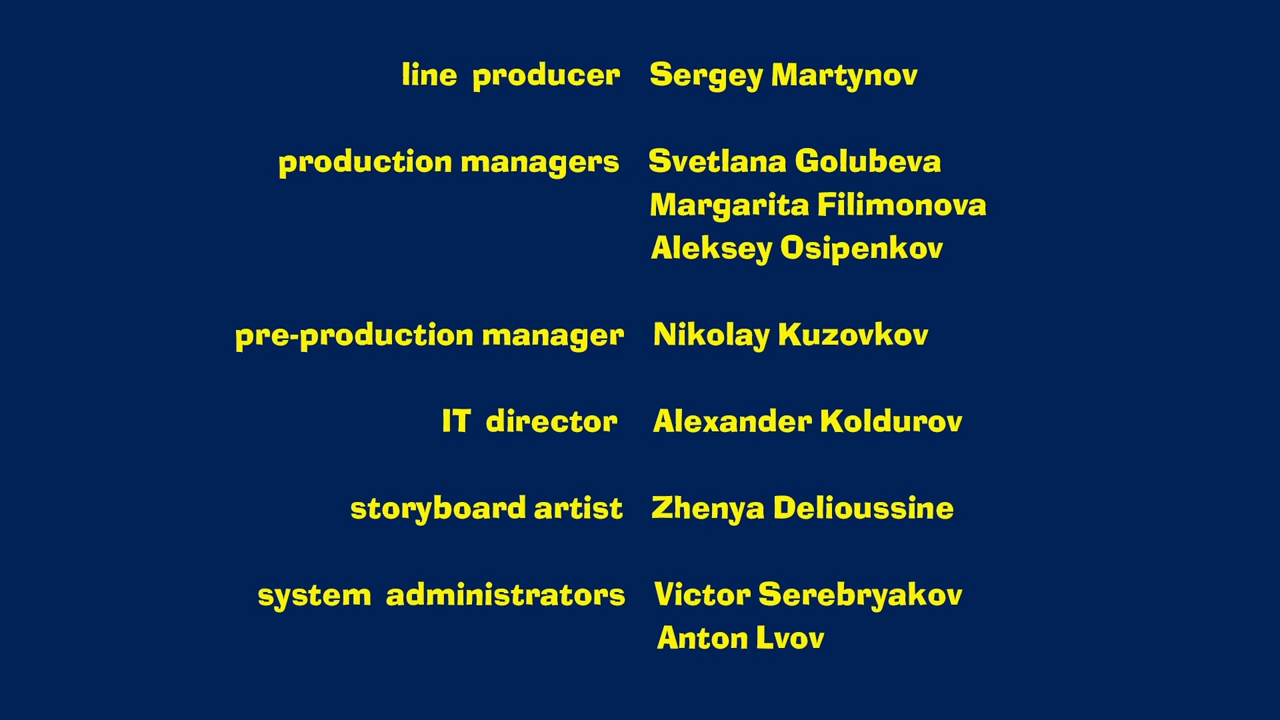 line producer Sergey Martynov
production managers Svetlana Golubeva
Margarita Filimonova
Aleksey Osipenkov
pre-production manager Nikolay Kuzovkov
IT director Alexander Koldurov
storyboard artist Zhenya Delioussine
system administrators Victor Serebryakov
Anton Lvov